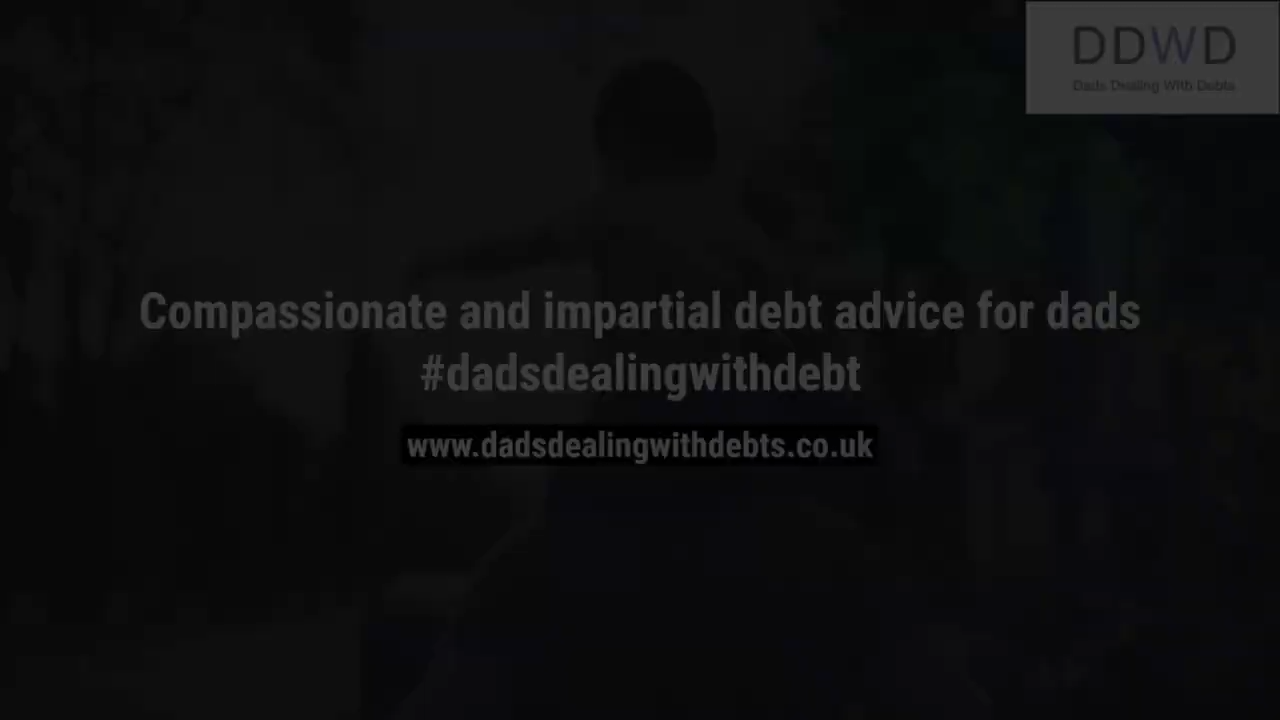 DDWD
Dads Dealing With Debts
Compassionate and impartial debt advice for dads
#dadsdealingwithdebt
www.dadsdealingwithdebts.co.uk